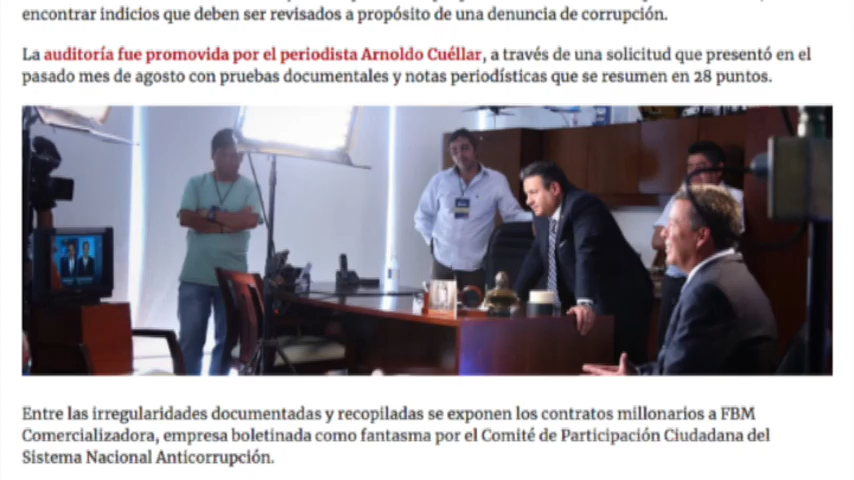 encontrar indicios que deben ser revisados a propósito de una denuncia de corrupción.
La auditoría fue promovida por el periodista Arnoldo Cuéllar, a través de una solicitud que presentó en el
pasado mes de agosto con pruebas documentales y notas periodísticas que se resumen en 28 puntos.
Entre las irregularidades documentadas y recopiladas se exponen los contratos millonarios a FBM
Comercializadora, empresa boletinada como fantasma por el Comité de Participación Ciudadana del
Sistema Nacional Anticorrupción.